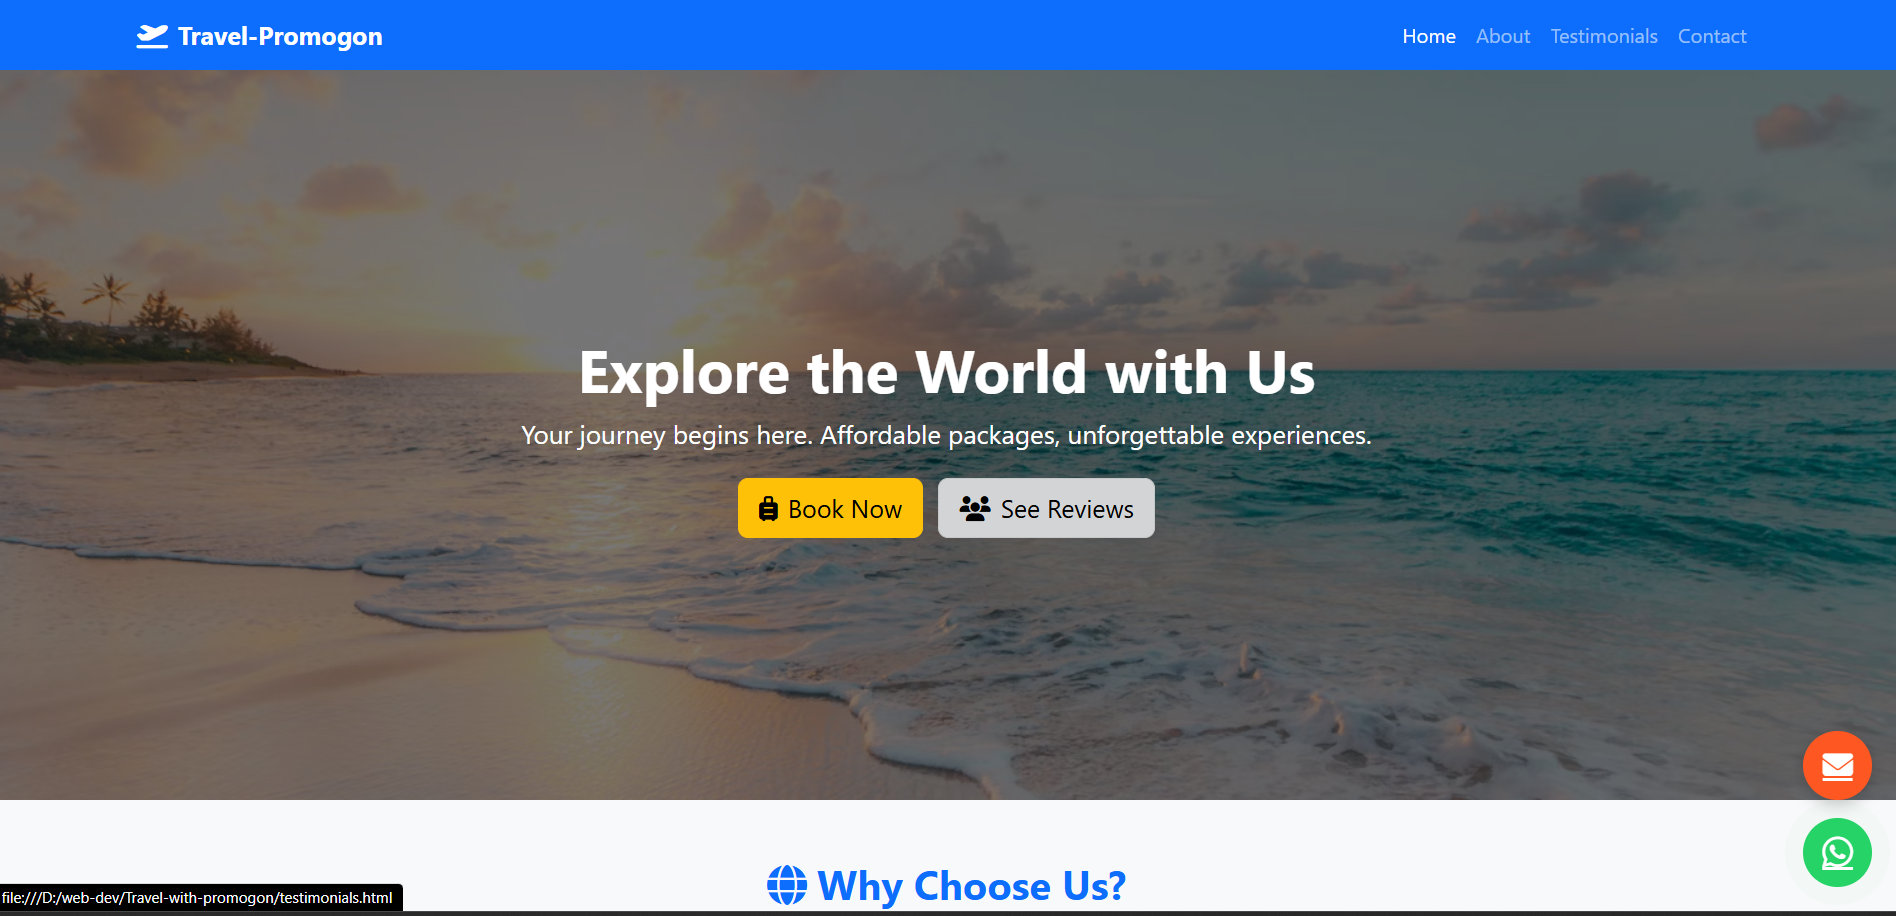 Travel-Promogon
Home About Testimonials Contact
Explore the World with Us
Your journey begins here. Affordable packages, unforgettable experiences.
Book Now See Reviews
Why Choose Us?
file:///D:/web-dev/Travel-with-promogon/testimonials.html